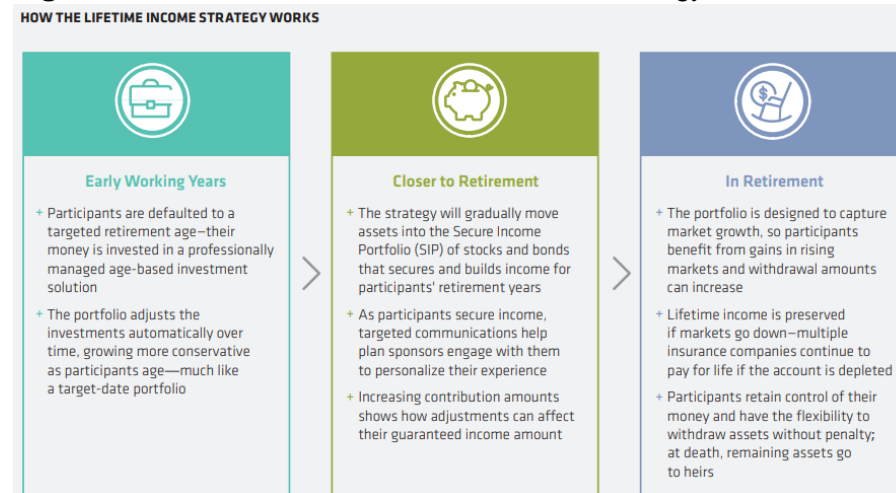 HOW THE LIFETIME INCOME STRATEGY WORKS
Early Working Years
+ Participants are defaulted to a
targeted retirement age—their
money is invested in a professionally
managed age-based investment
solution
+ The portfolio adjusts the
investments automatically over
time, growing more conservative
as participants age—much like
a target-date portfolio
Closer to Retirement
+ The strategy will gradually move
assets into the Secure Income
Portfolio (SIP) of stocks and bonds
that secures and builds income for
participants' retirement years
+ As participants secure income,
targeted communications help
plan sponsors engage with them
to personalize their experience
+ Increasing contribution amounts
shows how adjustments can affect
their guaranteed income amount
In Retirement
+ The portfolio is designed to capture
market growth, so participants
benefit from gains in rising
markets and withdrawal amounts
can increase
+ Lifetime income is preserved
if markets go down—multiple
insurance companies continue to
pay for life if the account is depleted
+ Participants retain control of their
money and have the flexibility to
withdraw assets without penalty;
at death, remaining assets go
to heirs